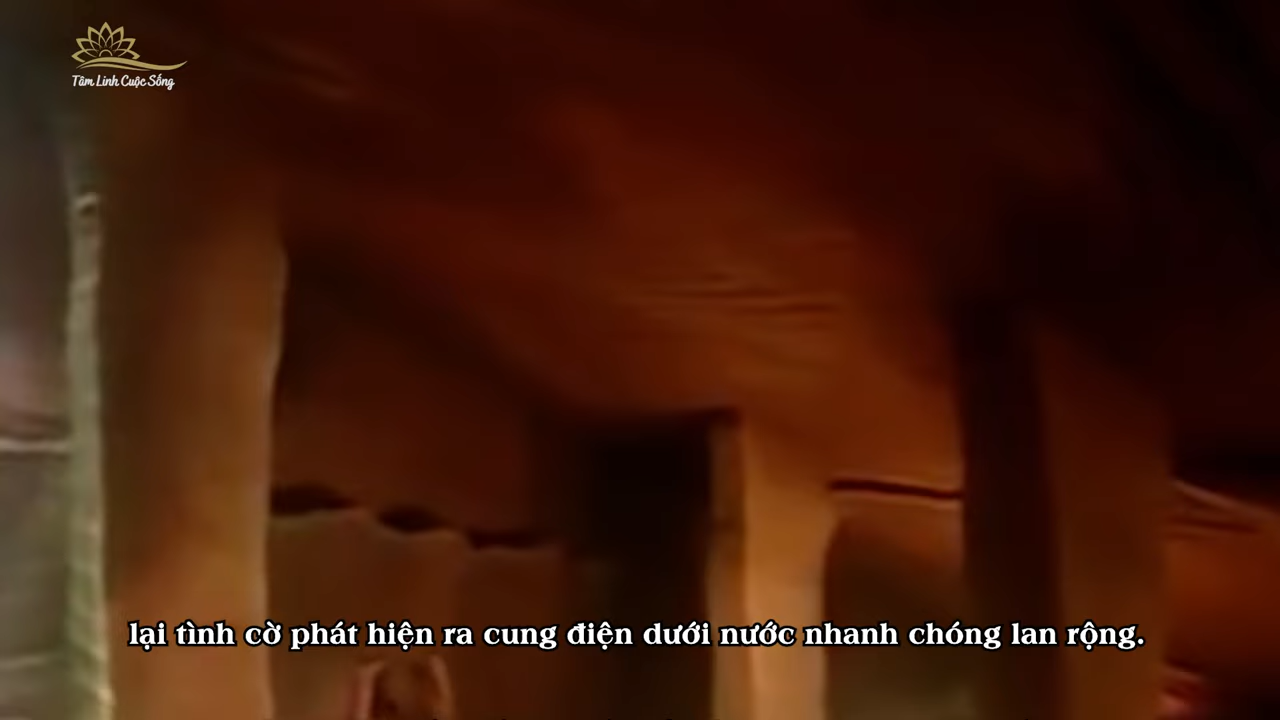 Tâm Linh Cuộc Sống
lại tình cờ phát hiện ra cung điện dưới nước nhanh chóng lan rộng.